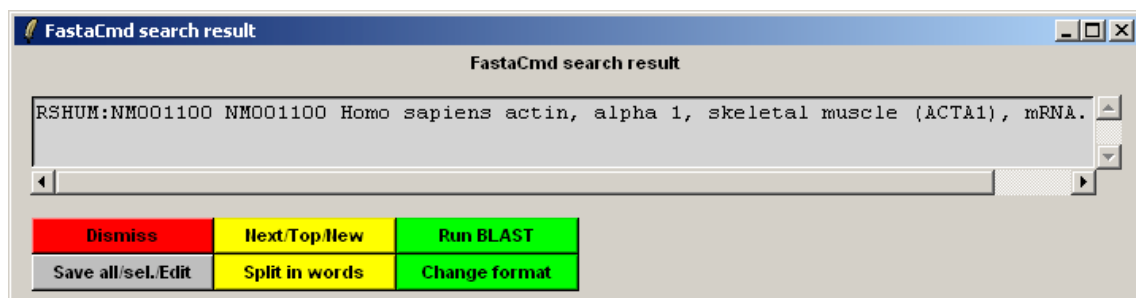 FastaCmd search result
FastaCmd search result
RSHUM:NM001100 NM001100 Homo sapiens actin, alpha 1, skeletal muscle (ACTA1), mRNA.
Dismiss Next/Top/New Run BLAST
Save all/sel./Edit Split in words Change format